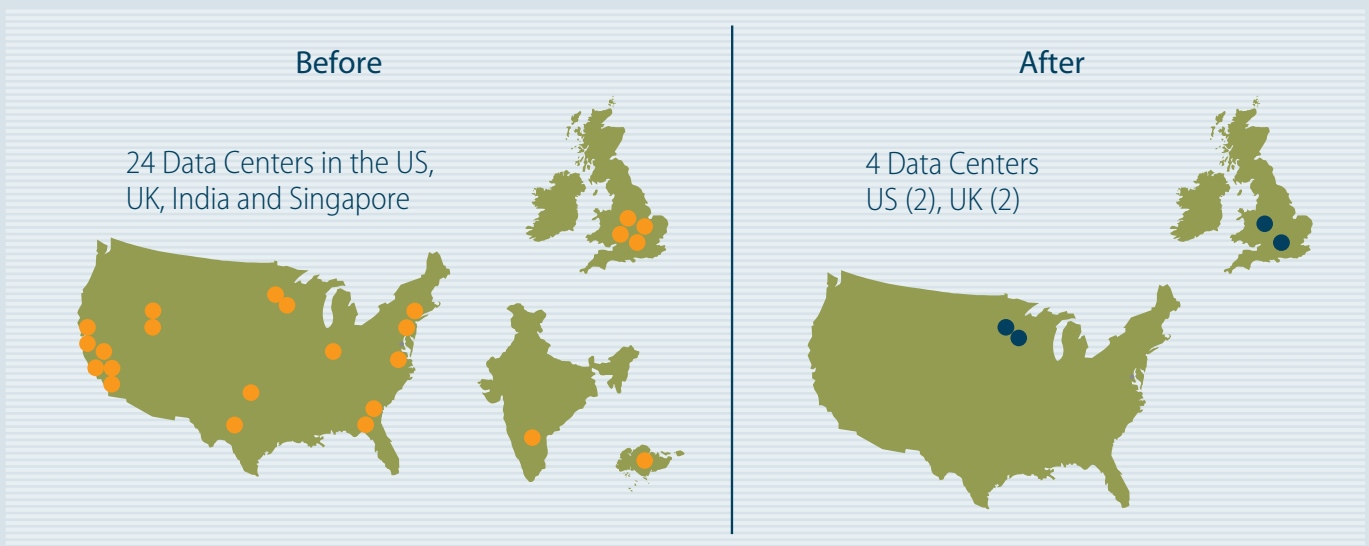 Before
24 Data Centers in the US,
UK, India and Singapore
After
4 Data Centers
US (2), UK (2)